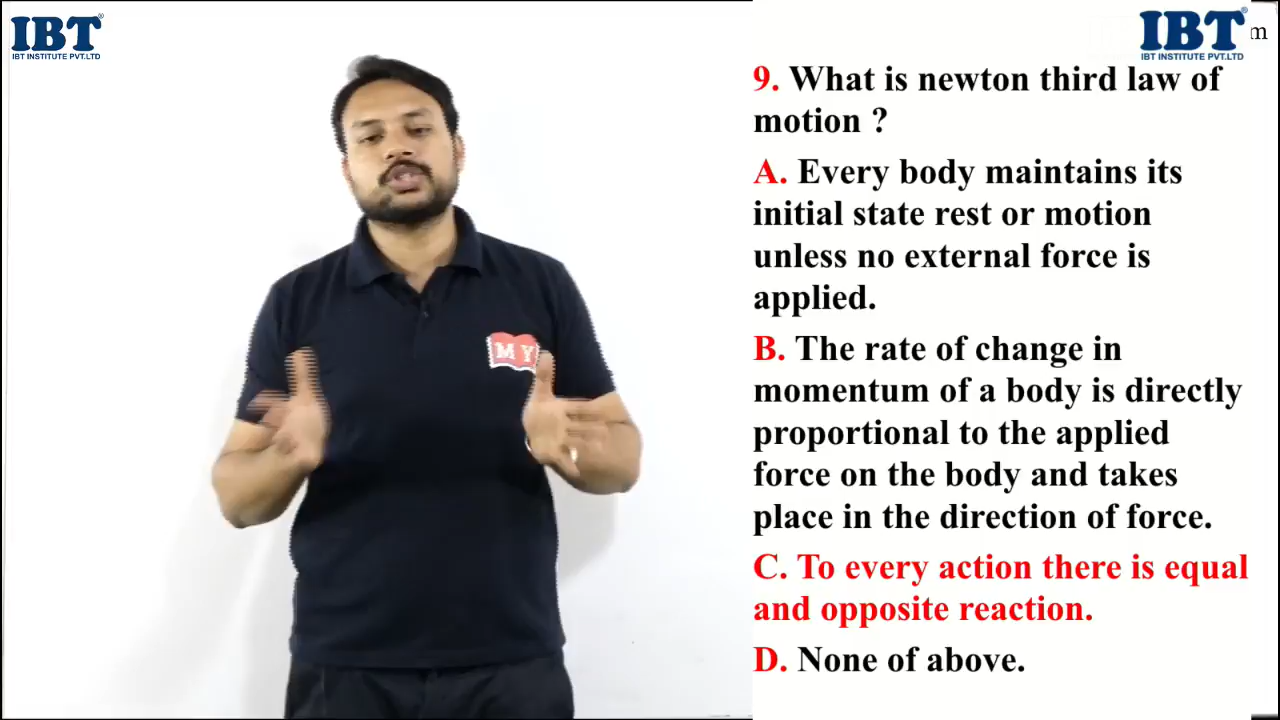 IBT
IBT INSTITUTE PVT.LTD
IBT
IBT INSTITUTE PVT.LTD
m
9. What is newton third law of
motion ?
A. Every body maintains its
initial state rest or motion
unless no external force is
applied.
B. The rate of change in
momentum of a body is directly
proportional to the applied
force on the body and takes
place in the direction of force.
C. To every action there is equal
and opposite reaction.
D. None of above.
MY